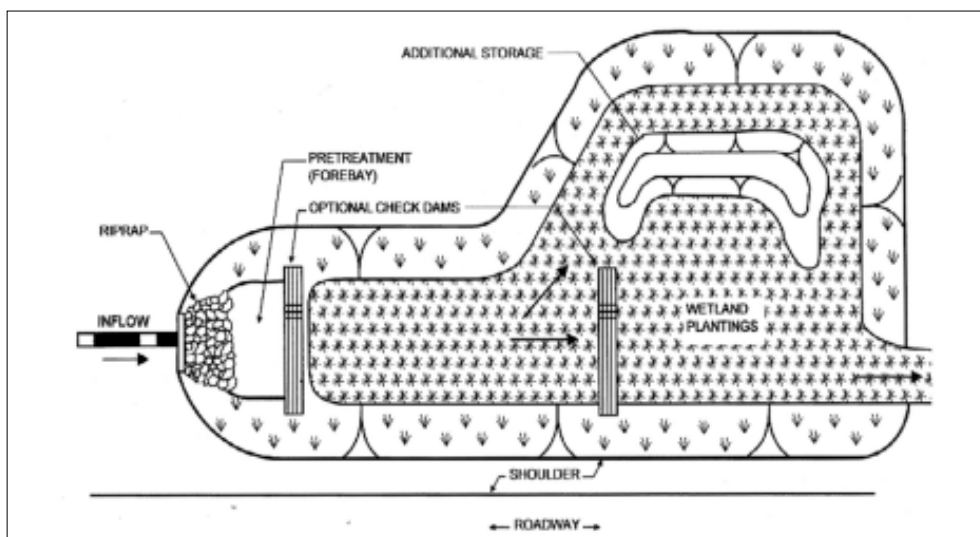 ADDITIONAL STORAGE
PRETREATMENT
(FOREBAY)
OPTIONAL CHECK DAMS
RIPRAP
INFLOW
WETLAND
PLANTINGS
SHOULDER
ROADWAY